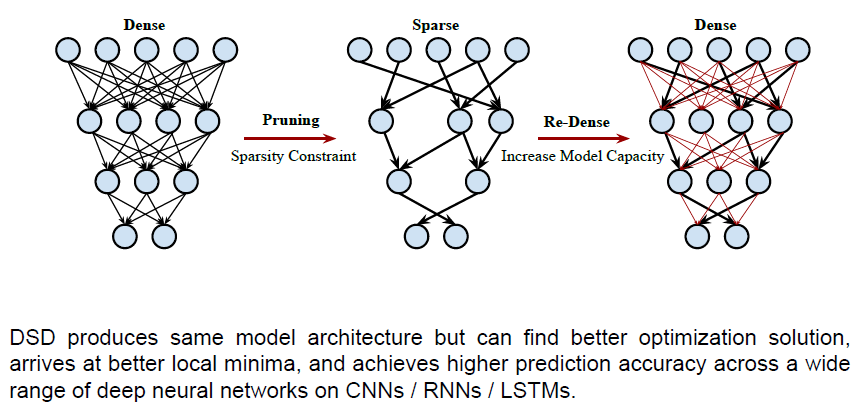 Dense
Sparse
Dense
Pruning
Sparsity Constraint
Re-Dense
Increase Model Capacity
DSD produces same model architecture but can find better optimization solution,
arrives at better local minima, and achieves higher prediction accuracy across a wide
range of deep neural networks on CNNs / RNNs / LSTMs.